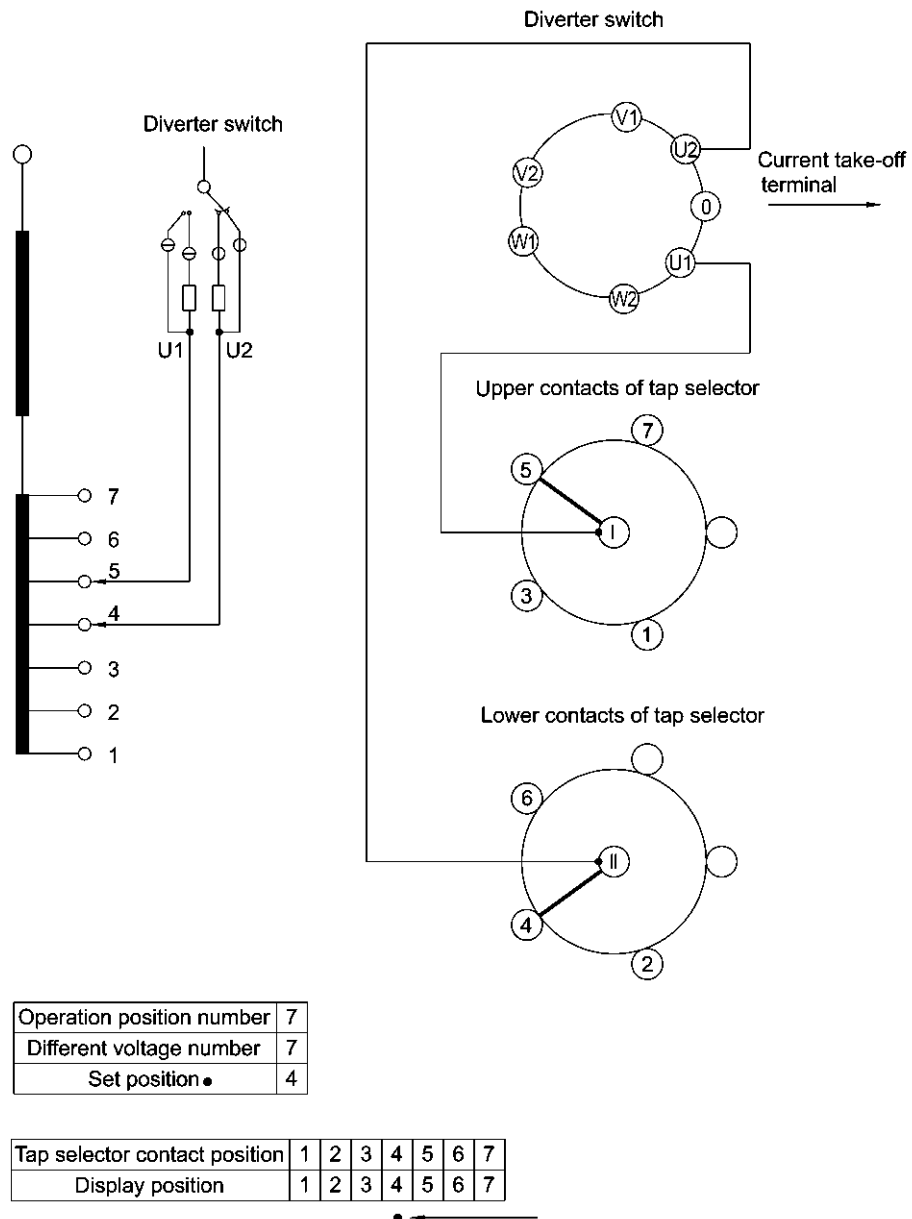 Diverter switch
V1
U2
Current take-off
terminal
V2
0
W1
U1
W2
Diverter switch
U1 U2
7
6
5
4
3
2
1
Upper contacts of tap selector
7
5
I
3
1
Lower contacts of tap selector
6
II
4
2
Operation position number 7
Different voltage number 7
Set position● 4
Tap selector contact position 1 2 3 4 5 6 7
Display position 1 2 3 4 5 6 7